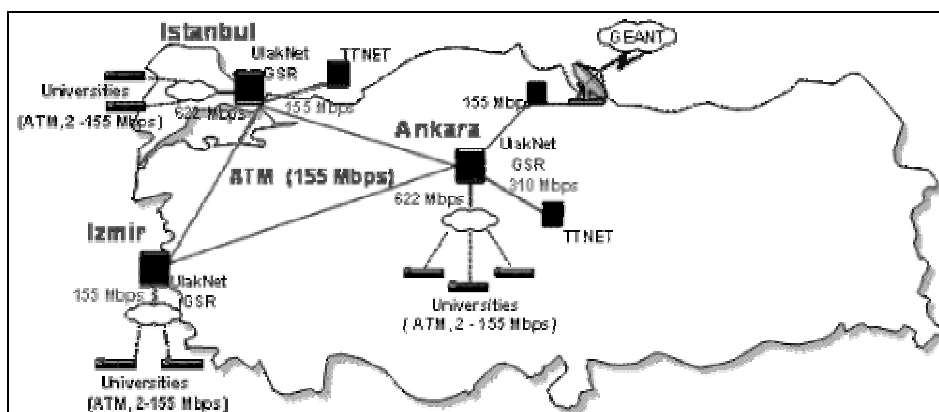 Istanbul
UlakNet
GSR
TTNET
GEANT
Universities
(ATM, 2 -155 Mbps)
622 Mbps
155 Mbps
155 Mbps
Ankara
UlakNet
GSR
310 Mbps
ATM (155 Mbps)
622 Mbps
TTNET
Izmir
UlakNet
GSR
155 Mbps
Universities
( ATM, 2 - 155 Mbps)
Universities
(ATM, 2-155 Mbps)